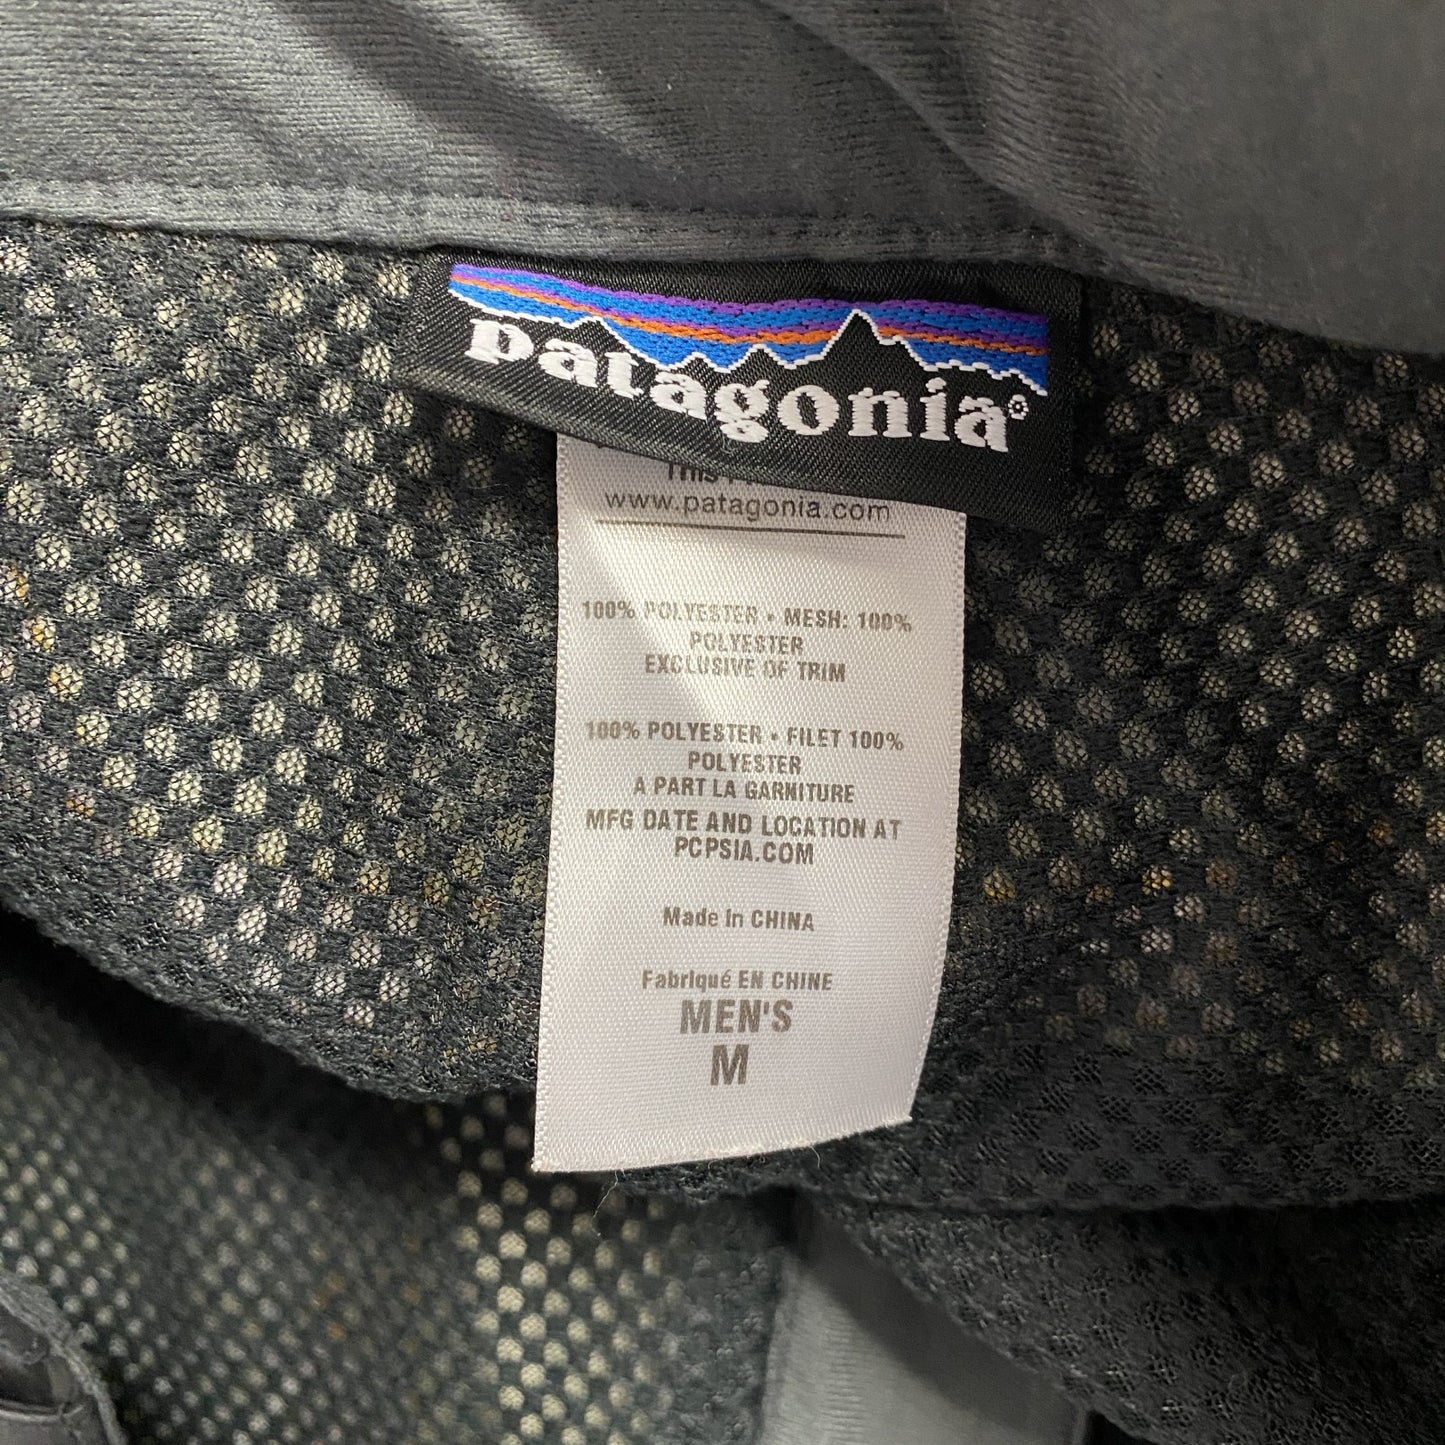 patagonia®
This
www.patagonia.com
100% POLYESTER • MESH: 100%
POLYESTER
EXCLUSIVE OF TRIM
100% POLYESTER • FILET 100%
POLYESTER
A PART LA GARNITURE
MFG DATE AND LOCATION AT
PCPSIA.COM
Made in CHINA
Fabriqué EN CHINE
MEN'S
M